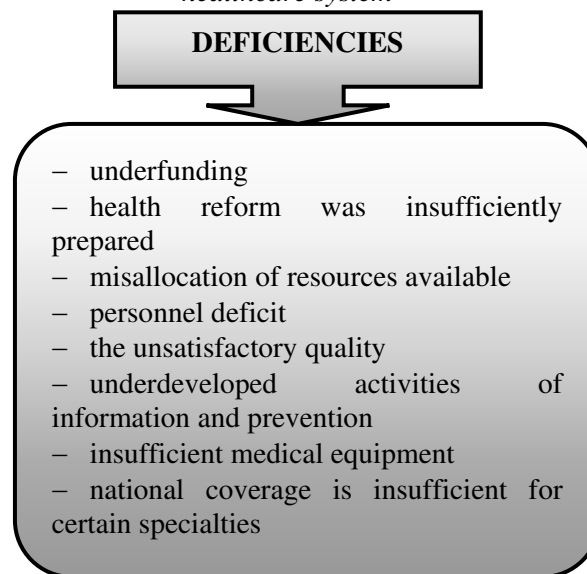 healthcare system
DEFICIENCIES
– underfunding
– health reform was insufficiently
prepared
– misallocation of resources available
– personnel deficit
– the unsatisfactory quality
– underdeveloped activities of
information and prevention
– insufficient medical equipment
– national coverage is insufficient for
certain specialties